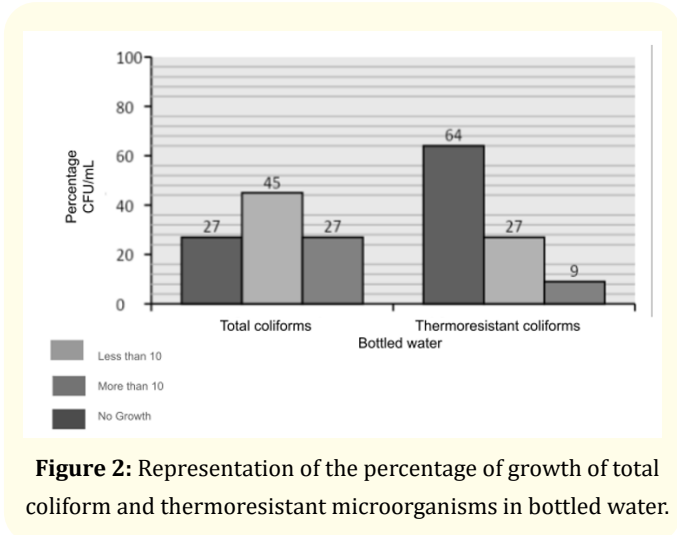 100
80
60
40
20
0
Percentage
CFU/mL
27
45
27
64
27
9
Total coliforms
Thermoresistant coliforms
Bottled water
Less than 10
More than 10
No Growth
Figure 2: Representation of the percentage of growth of total
coliform and thermoresistant microorganisms in bottled water.